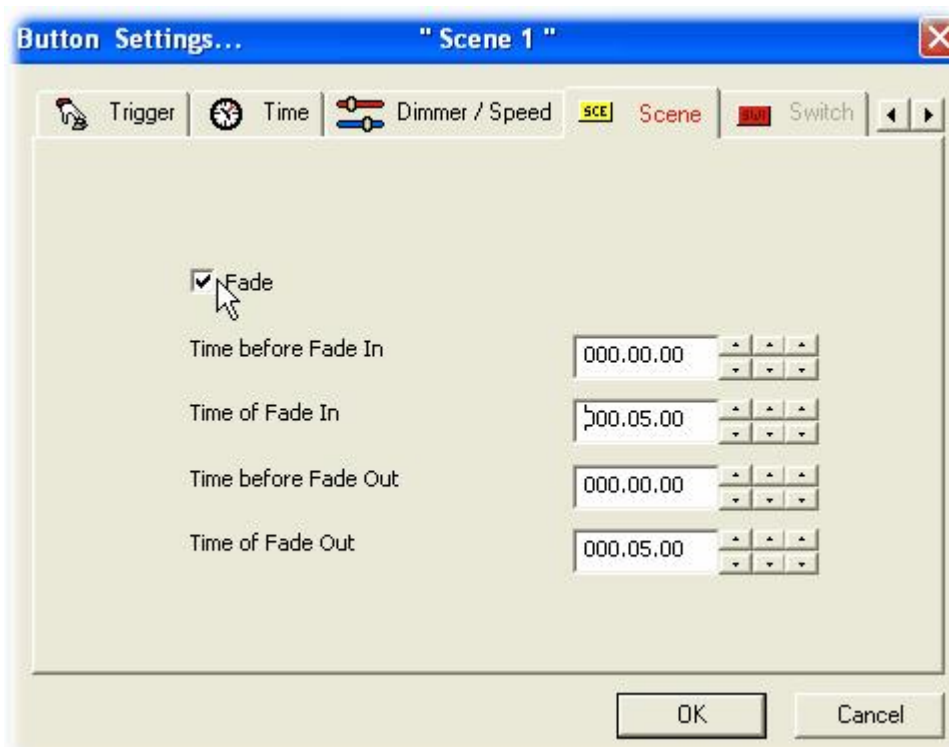 Button Settings... " Scene 1 "
Trigger Time Dimmer / Speed SCE Scene SWI Switch
Fade
Time before Fade In 000.00.00
Time of Fade In 000.05.00
Time before Fade Out 000.00.00
Time of Fade Out 000.05.00
OK Cancel